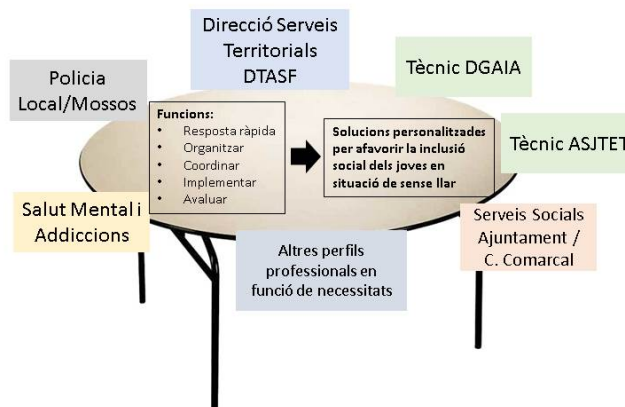 Direcció Serveis
Territorials
DTASF
Tècnic DGAIA
Policia
Local/Mossos
Funcions:
• Resposta ràpida
• Organitzar
• Coordinar
• Implementar
• Avaluar
Solucions personalitzades
per afavorir la inclusió
social dels joves en
situació de sense llar
Tècnic ASJTET
Salut Mental i
Addiccions
Altres perfils
professionals en
funció de necessitats
Serveis Socials
Ajuntament /
C. Comarcal